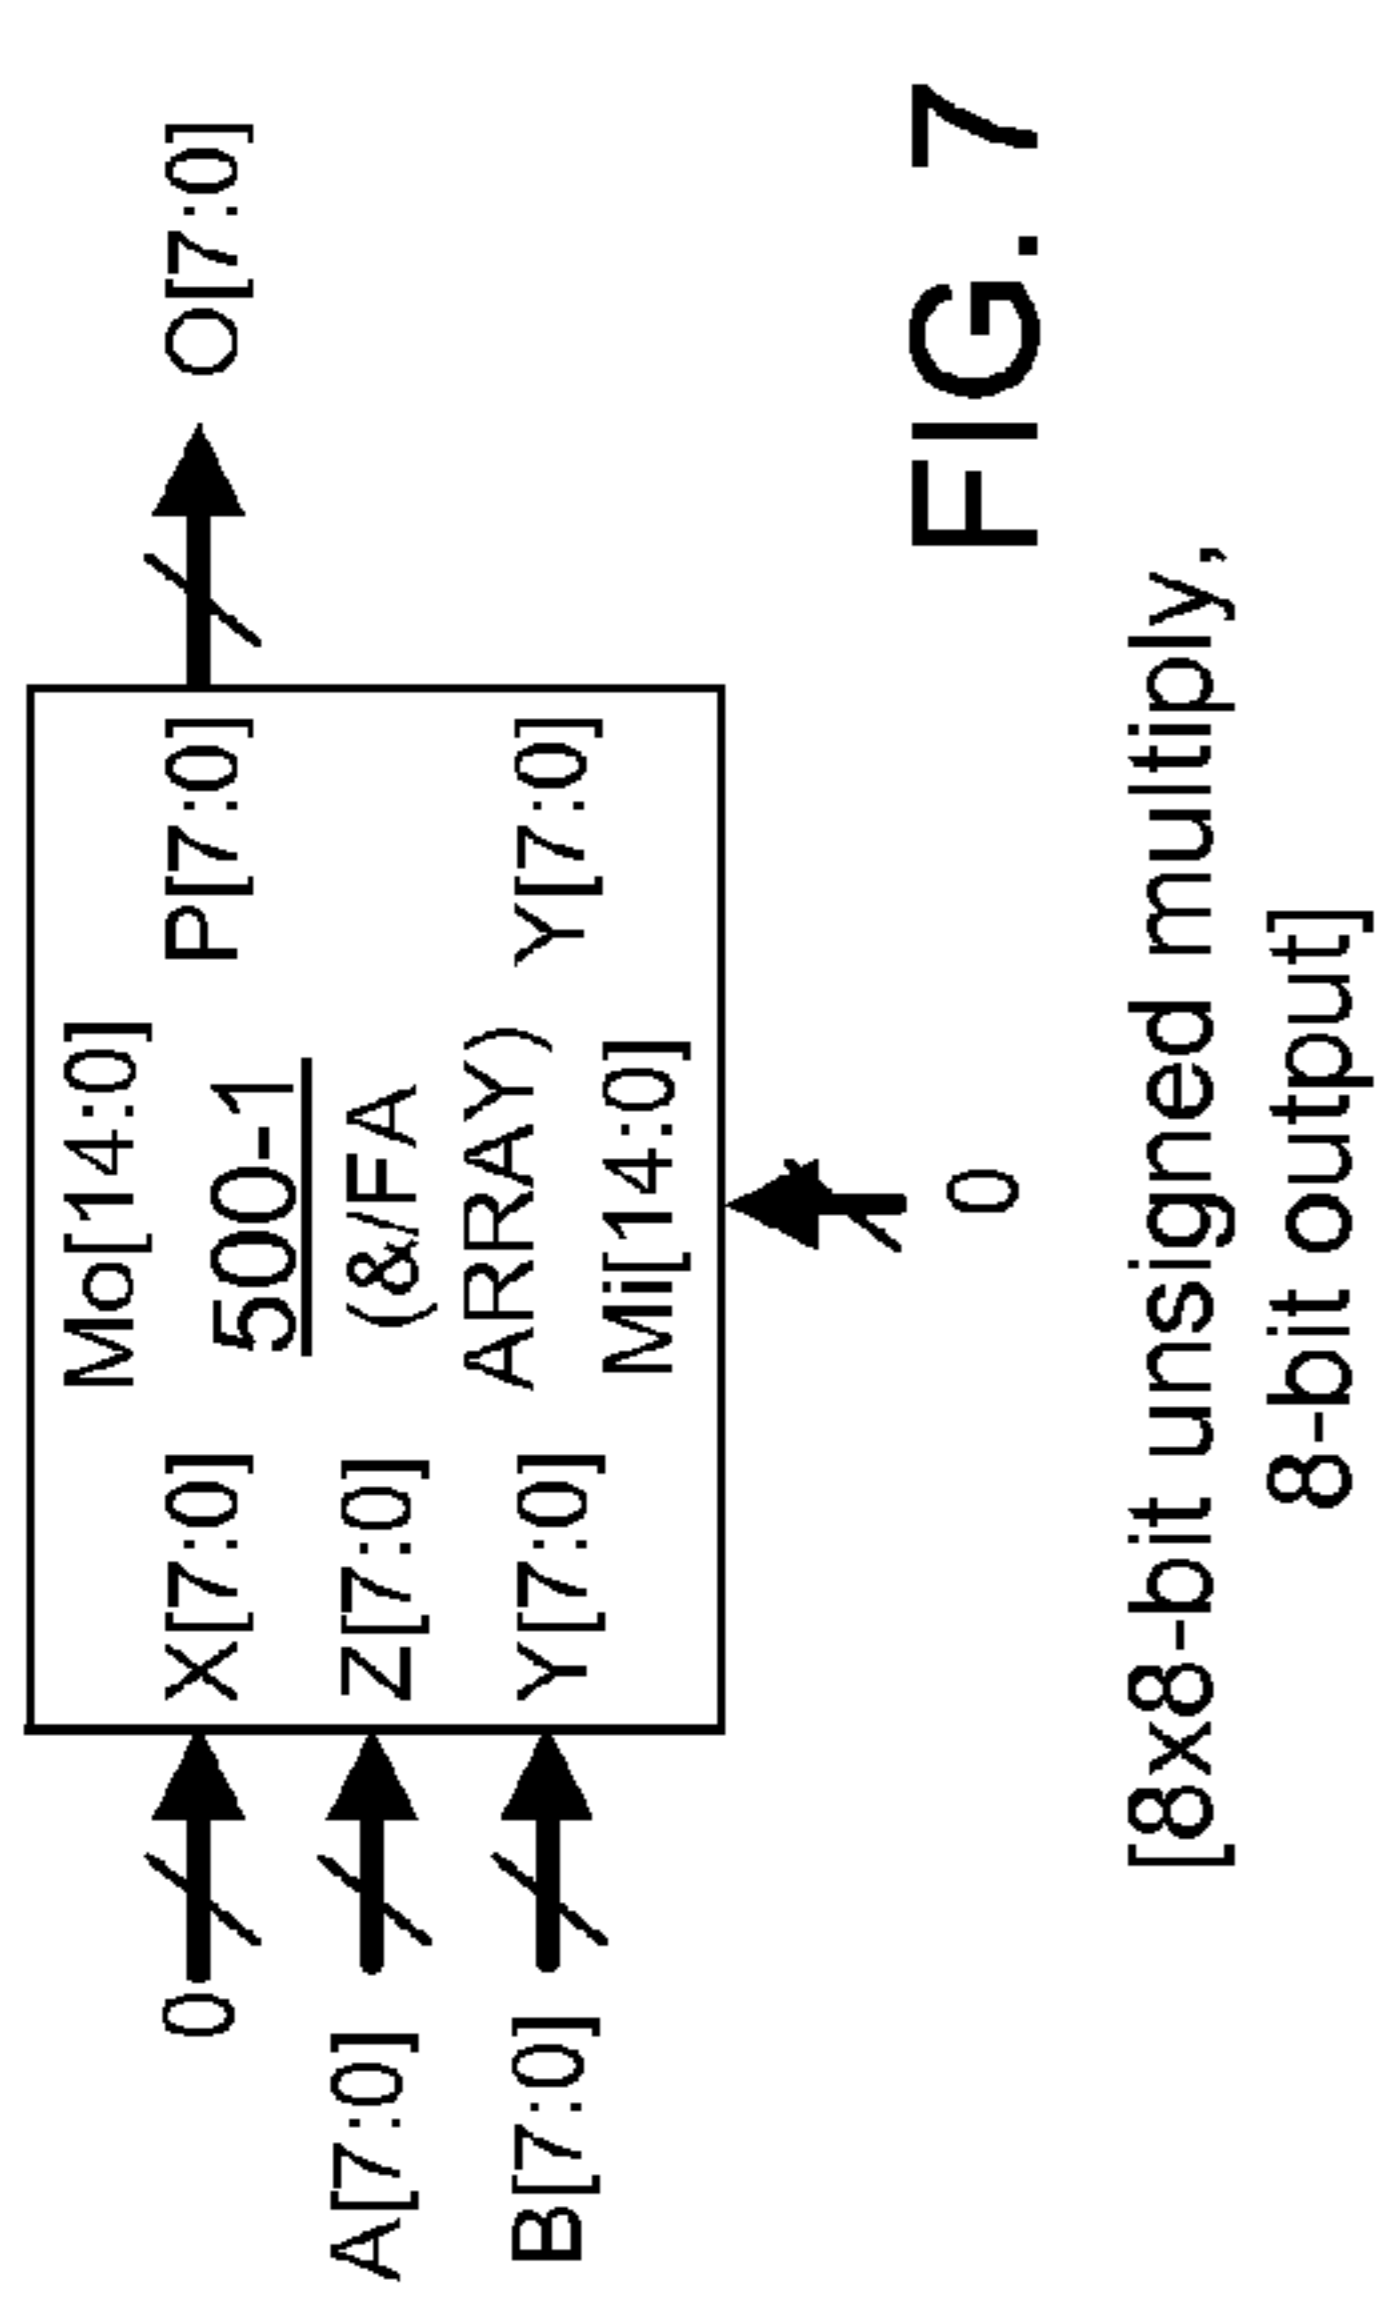 Mo[14:0]
0
X[7:0]
P[7:0]
O[7:0]
500-1
A[7:0]
Z[7:0]
(&/FA
ARRAY)
B[7:0]
Y[7:0]
Y[7:0]
Mi[14:0]
0
FIG. 7
[8x8-bit unsigned multiply,
8-bit output]